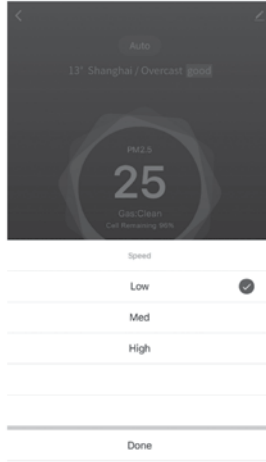 Auto
13° Shanghai / Overcast good
PM2.5
25
Gas:Clean
Cell Remaining 96%
Speed
Low
Med
High
Done